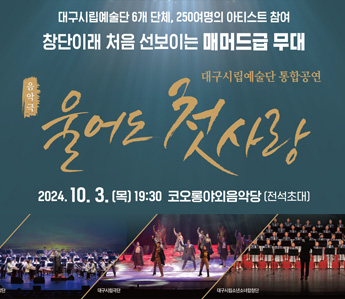 대구시립예술단 6개 단체, 250여명의 아티스트 참여
창단이래 처음 선보이는 매머드급 무대
대구시립예술단 통합공연
음악극
울어도 첫사랑
2024. 10. 3. (목) 19:30 코오롱야외음악당 (전석초대)
대구시립극단
대구시립소년소녀합창단